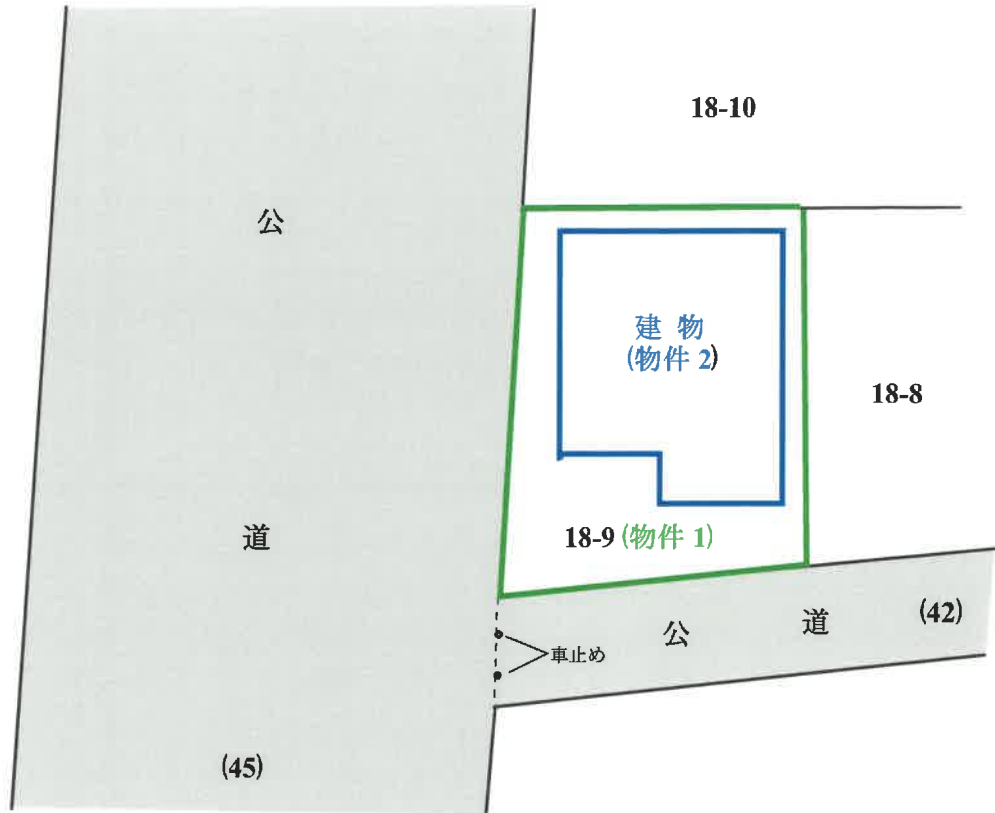 18-10
公
建 物
(物件 2)
18-8
道
18-9 (物件 1)
公 道 (42)
車止め
(45)